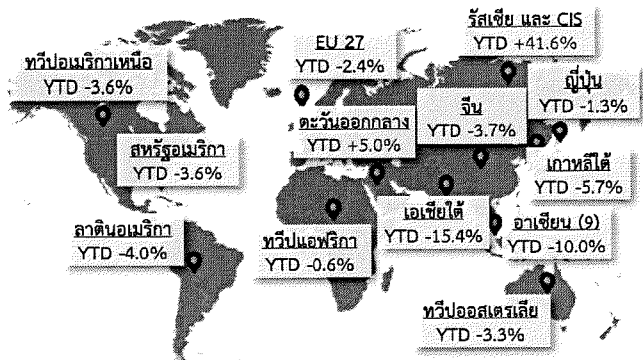 รัสเซีย และ CIS
YTD +41.6%
EU 27
YTD -2.4%
ทวีปอเมริกาเหนือ
YTD -3.6%
ญี่ปุ่น
YTD -1.3%
จีน
YTD -3.7%
ตะวันออกกลาง
YTD +5.0%
สหรัฐอเมริกา
YTD -3.6%
เกาหลีใต้
YTD -5.7%
เอเชียใต้
YTD -15.4%
ลาตินอเมริกา
YTD -4.0%
ทวีปแอฟริกา
YTD -0.6%
อาเซียน (9)
YTD -10.0%
ทวีปออสเตรเลีย
YTD -3.3%